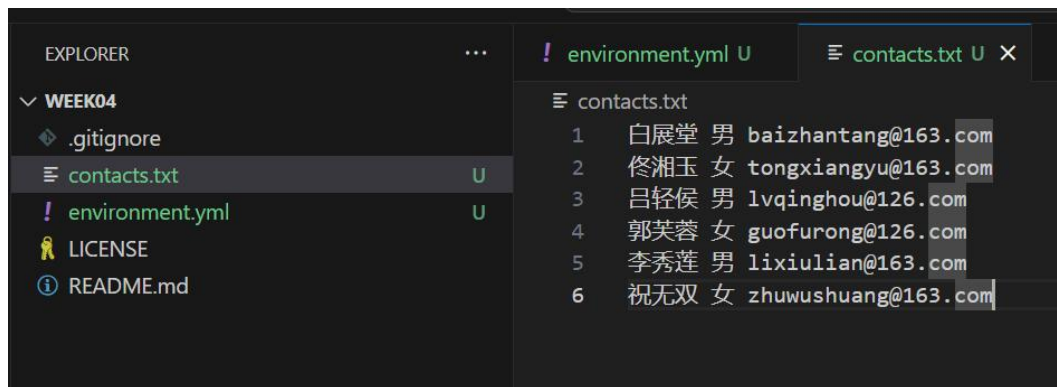 EXPLORER ···
WEEK04
.gitignore
contacts.txt U
! environment.yml U
LICENSE
README.md
! environment.yml U contacts.txt U ×
contacts.txt
1 白展堂 男 baizhantang@163.com
2 佟湘玉 女 tongxiangyu@163.com
3 吕轻侯 男 lvqinghou@126.com
4 郭芙蓉 女 guofurong@126.com
5 李秀莲 男 lixiulian@163.com
6 祝无双 女 zhuwushuang@163.com